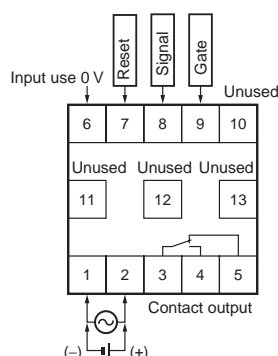 Reset
Signal
Gate
Input use 0 V
Unused
6 7 8 9 10
Unused Unused
11 12 13
1 2 3 4 5
Contact output
(–) (+)